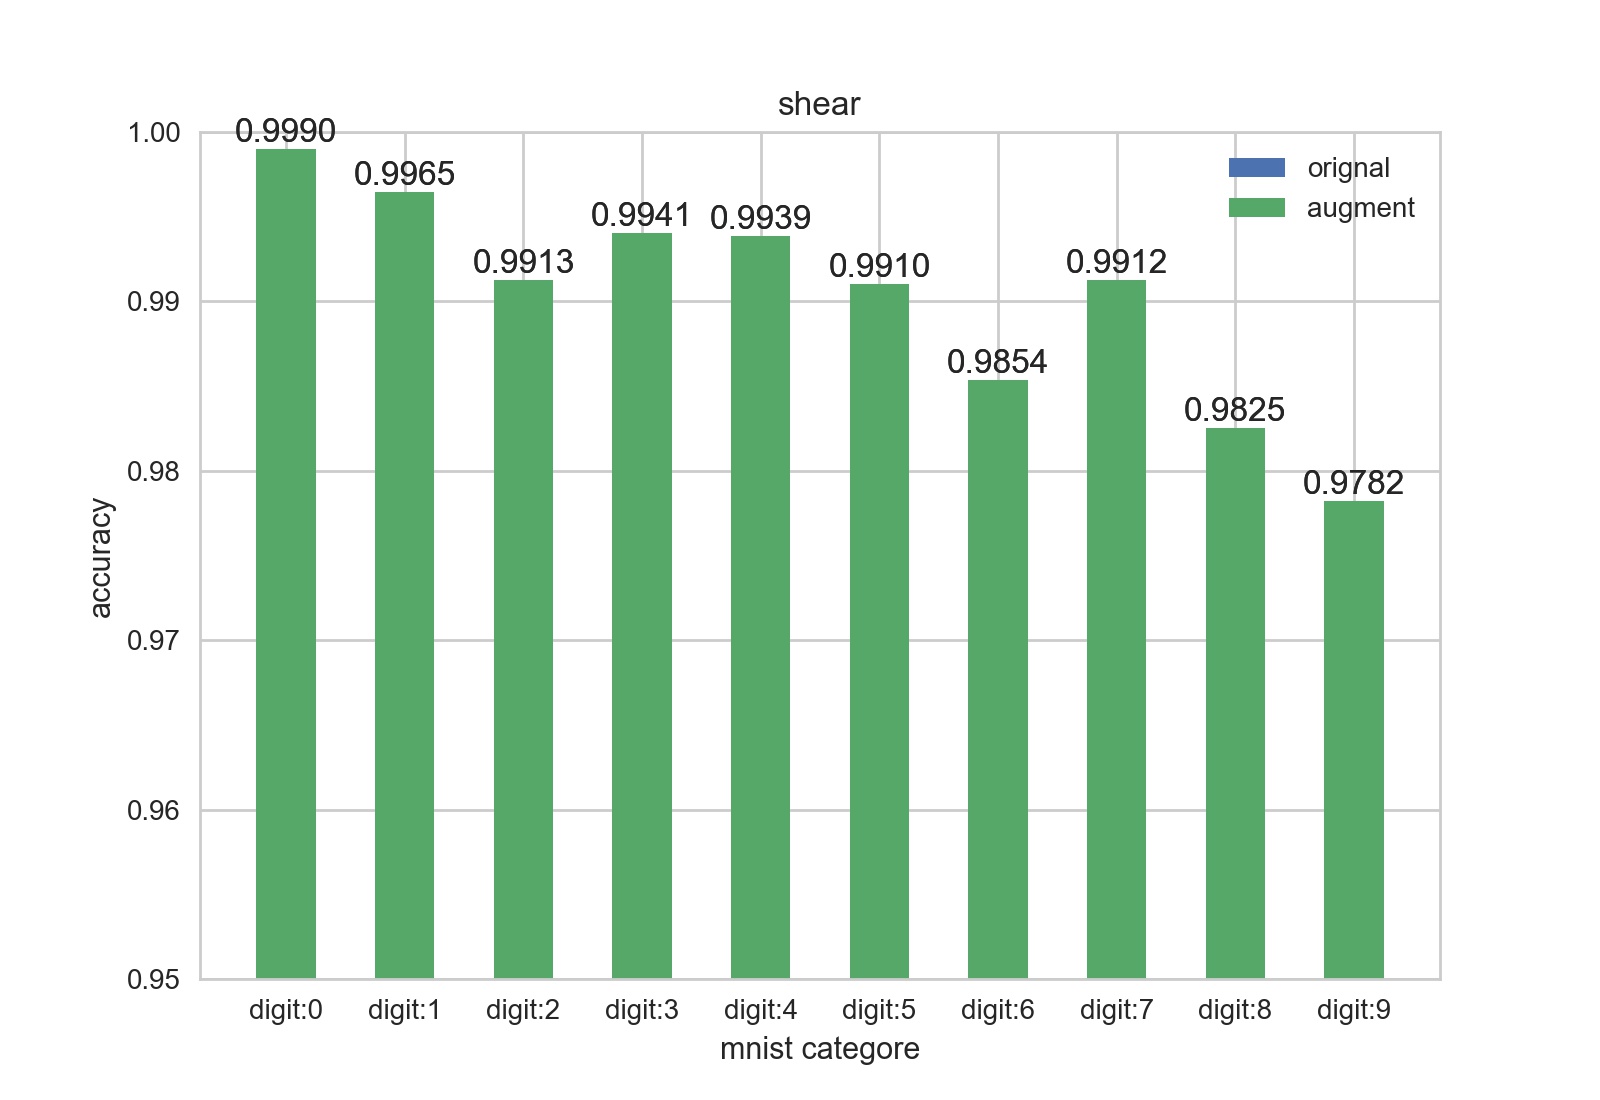 shear
1.00
0.99
0.98
0.97
0.96
0.95
accuracy
0.9990
0.9965
0.9913
0.9941
0.9939
0.9910
0.9854
0.9912
0.9825
0.9782
orignal
augment
digit:0 digit:1 digit:2 digit:3 digit:4 digit:5 digit:6 digit:7 digit:8 digit:9
mnist categore